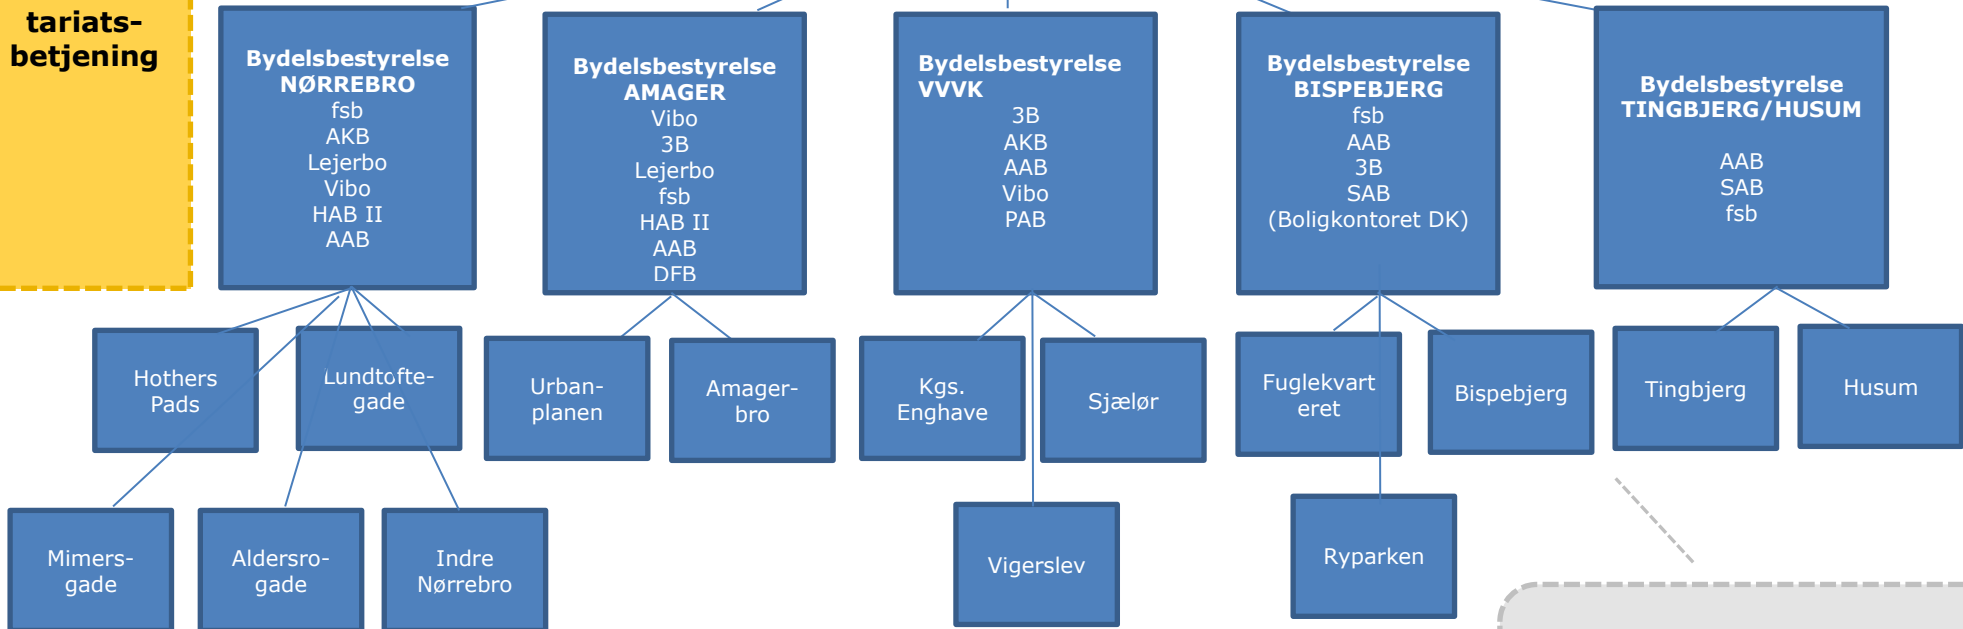 tariats-
betjening
Bydelsbestyrelse
NØRREBRO
fsb
AKB
Lejerbo
Vibo
HAB II
AAB
Bydelsbestyrelse
AMAGER
Vibo
3B
Lejerbo
fsb
HAB II
AAB
DFB
Bydelsbestyrelse
VVVK
3B
AKB
AAB
Vibo
PAB
Bydelsbestyrelse
BISPEBJERG
fsb
AAB
3B
SAB
(Boligkontoret DK)
Bydelsbestyrelse
TINGBJERG/HUSUM
AAB
SAB
fsb
Hothers
Pads
Lundtofte-
gade
Urban-
planen
Amager-
bro
Kgs.
Enghave
Sjælør
Fuglekvart
eret
Bispebjerg
Tingbjerg
Husum
Mimers-
gade
Aldersro-
gade
Indre
Nørrebro
Vigerslev
Ryparken